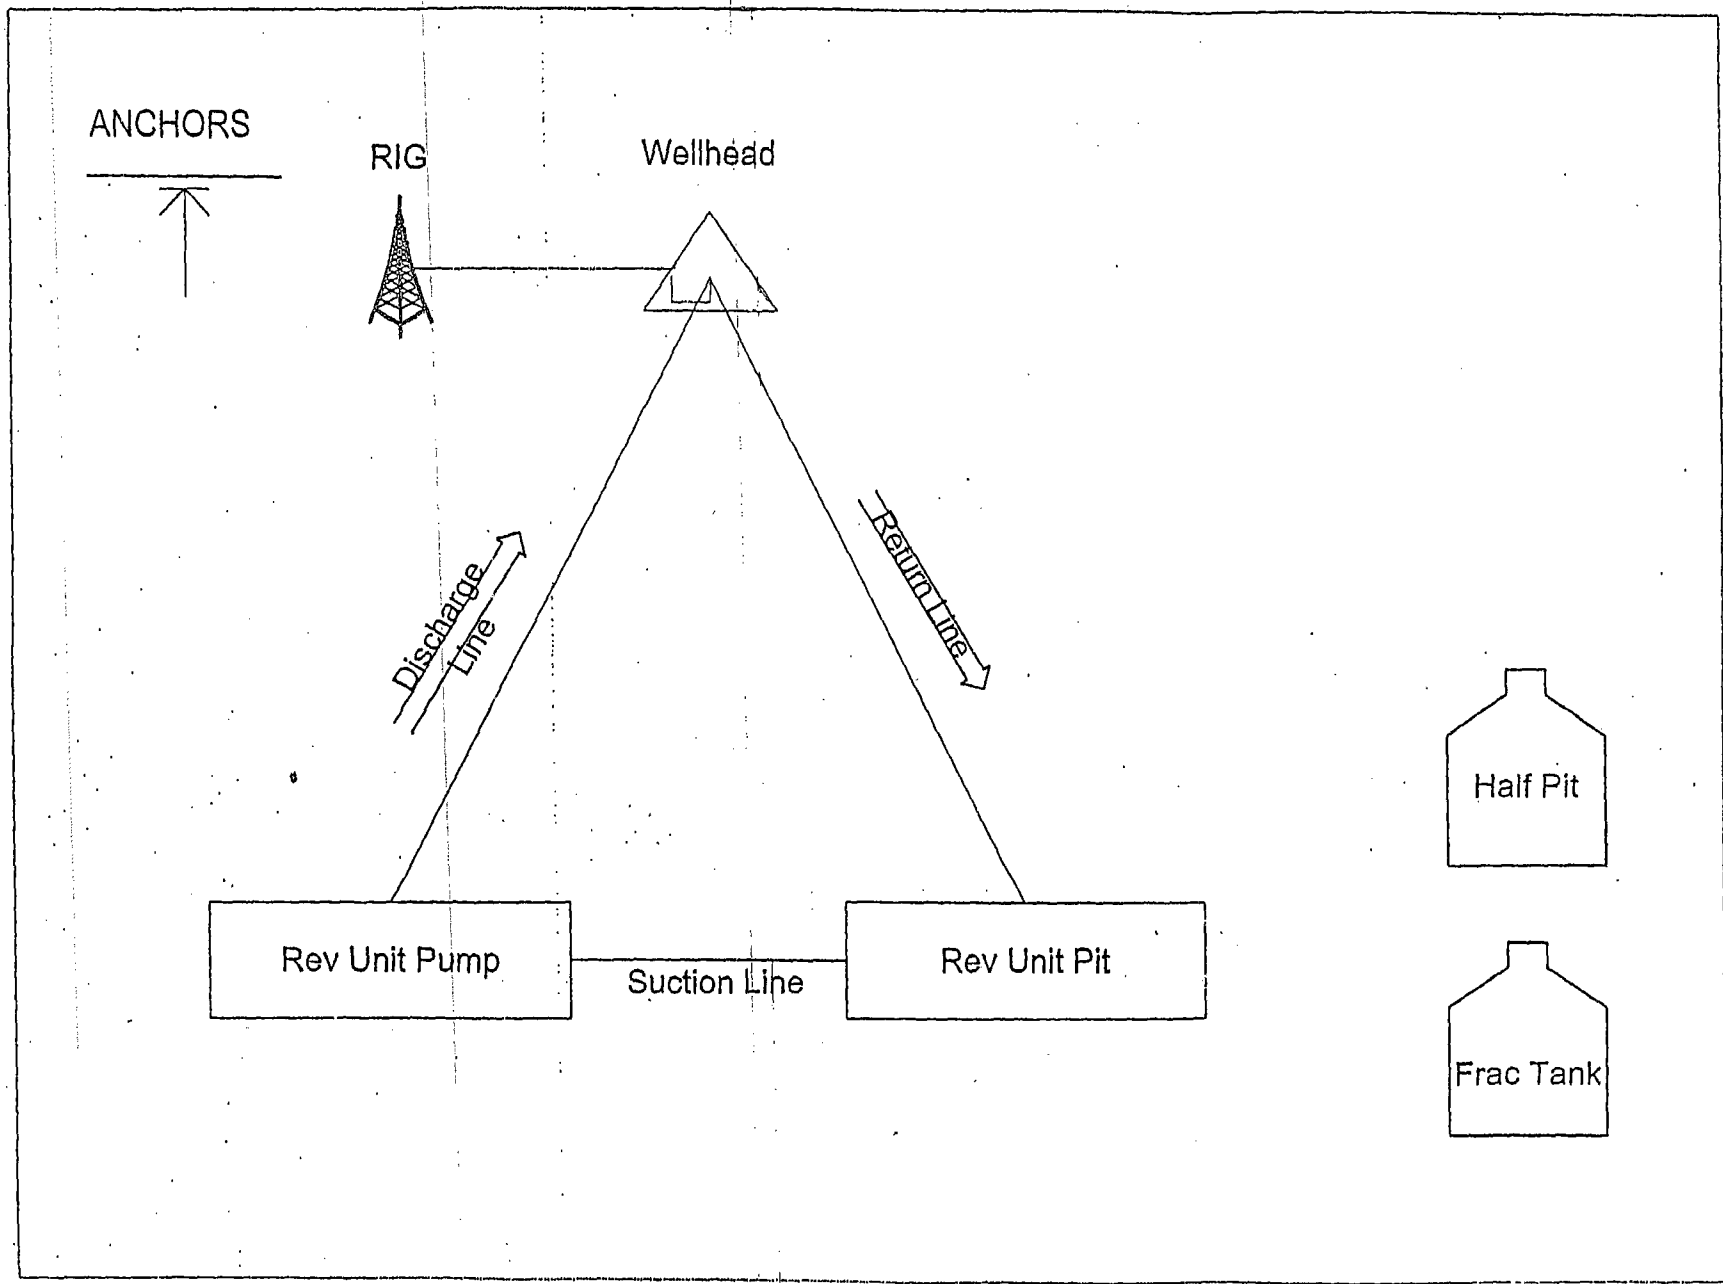 ANCHORS
RIG
Wellhead
Discharge
Line
Return Line
Half Pit
Rev Unit Pump
Suction Line
Rev Unit Pit
Frac Tank